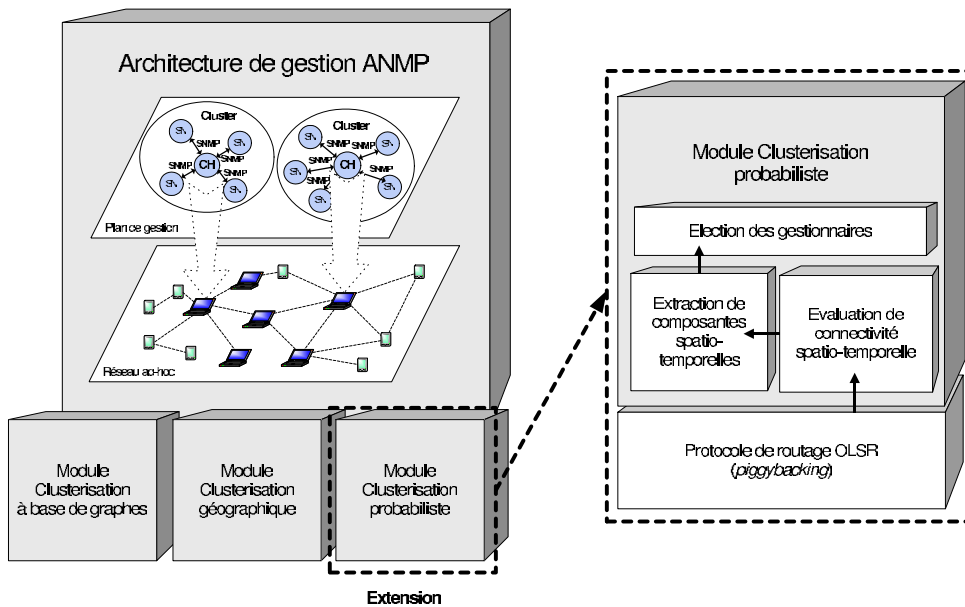 Architecture de gestion ANMP
Cluster
SN
SN
SNMP
SNMP
CH
SNMP
SNMP
SN
SN
Cluster
SN
SN
SNMP
SNMP
SN
CH
SNMP
SNMP
SNMP
SN
SN
Plan de gestion
Réseau ad-hoc
Module
Clusterisation
à base de graphes
Module
Clusterisation
géographique
Module
Clusterisation
probabiliste
Extension
Module Clusterisation
probabiliste
Election des gestionnaires
Extraction de
composantes
spatio-
temporelles
Evaluation de
connectivité
spatio-temporelle
Protocole de routage OLSR
(piggybacking)